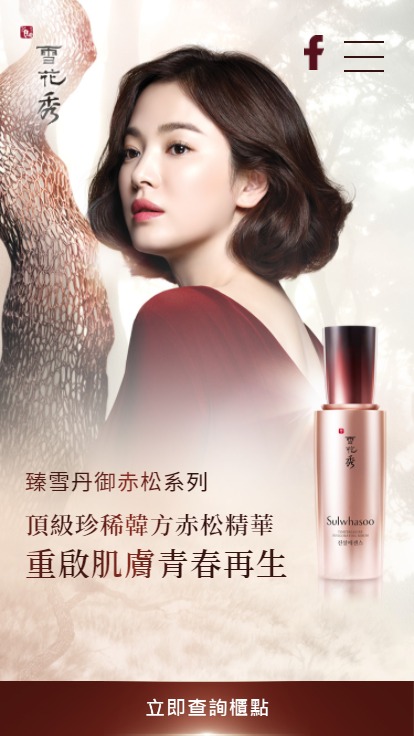 雪花秀
臻雪丹御赤松系列
頂級珍稀韓方赤松精華
重啟肌膚青春再生
雪花秀
Sulwhasoo
立即查詢櫃點